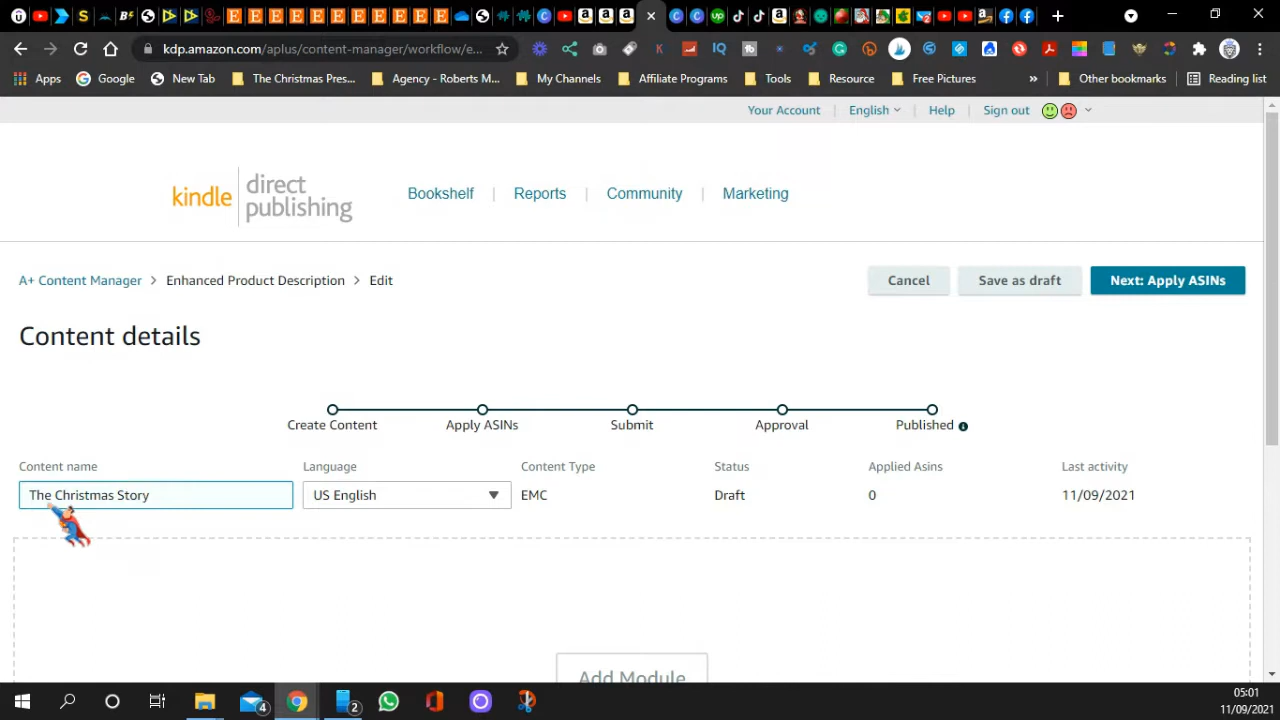 kdp.amazon.com/aplus/content-manager/workflow/e...
Apps Google New Tab The Christmas Pres... Agency - Roberts M... My Channels Affiliate Programs Tools Resource Free Pictures » Other bookmarks Reading list
Your Account English Help Sign out
kindle direct publishing
Bookshelf Reports Community Marketing
A+ Content Manager > Enhanced Product Description > Edit
Cancel Save as draft Next: Apply ASINs
Content details
Create Content Apply ASINs Submit Approval Published
Content name Language Content Type Status Applied Asins Last activity
The Christmas Story US English EMC Draft 0 11/09/2021
Add Module
4 2
05:01
11/09/2021